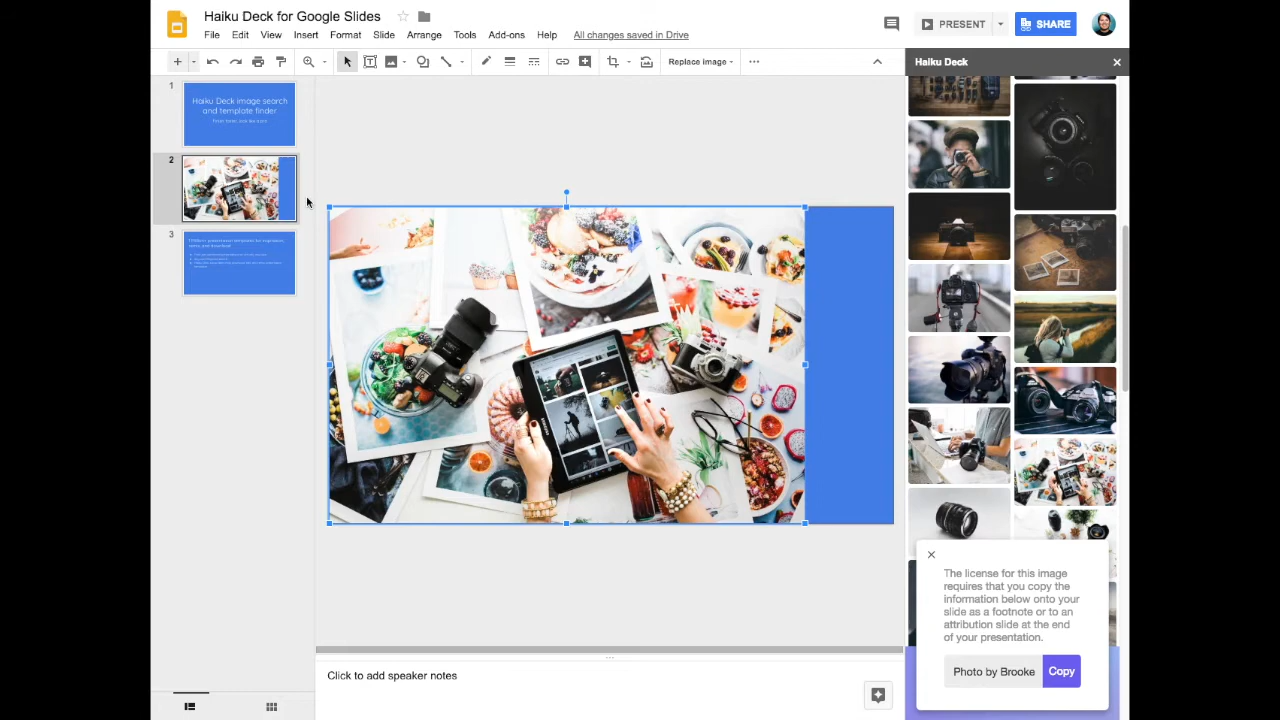 Haiku Deck for Google Slides
File Edit View Insert Format Slide Arrange Tools Add-ons Help All changes saved in Drive
PRESENT
SHARE
Replace image
Haiku Deck
1
Haiku Deck image search
and template finder
2
3
The license for this image
requires that you copy the
information below onto your
slide as a footnote or to an
attribution slide at the end
of your presentation.
Photo by Brooke
Copy
Click to add speaker notes